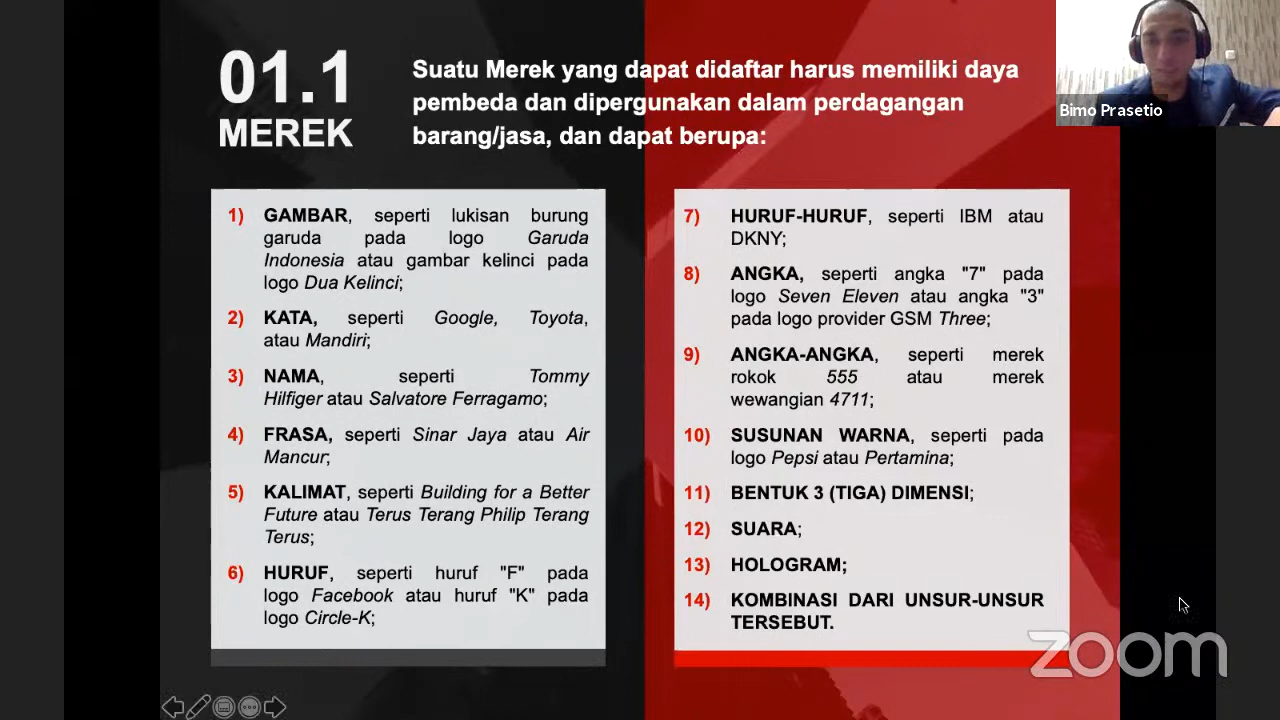 01.1
MEREK
Suatu Merek yang dapat didaftar harus memiliki daya
pembeda dan dipergunakan dalam perdagangan
barang/jasa, dan dapat berupa:
Bimo Prasetio
1) GAMBAR, seperti lukisan burung
garuda pada logo Garuda
Indonesia atau gambar kelinci pada
logo Dua Kelinci;
2) KATA, seperti Google, Toyota,
atau Mandiri;
3) NAMA, seperti Tommy
Hilfiger atau Salvatore Ferragamo;
4) FRASA, seperti Sinar Jaya atau Air
Mancur;
5) KALIMAT, seperti Building for a Better
Future atau Terus Terang Philip Terang
Terus;
6) HURUF, seperti huruf "F" pada
logo Facebook atau huruf "K" pada
logo Circle-K;
7) HURUF-HURUF, seperti IBM atau
DKNY;
8) ANGKA, seperti angka "7" pada
logo Seven Eleven atau angka "3"
pada logo provider GSM Three;
9) ANGKA-ANGKA, seperti merek
rokok 555 atau merek
wewangian 4711;
10) SUSUNAN WARNA, seperti pada
logo Pepsi atau Pertamina;
11) BENTUK 3 (TIGA) DIMENSI;
12) SUARA;
13) HOLOGRAM;
14) KOMBINASI DARI UNSUR-UNSUR
TERSEBUT.
zoom